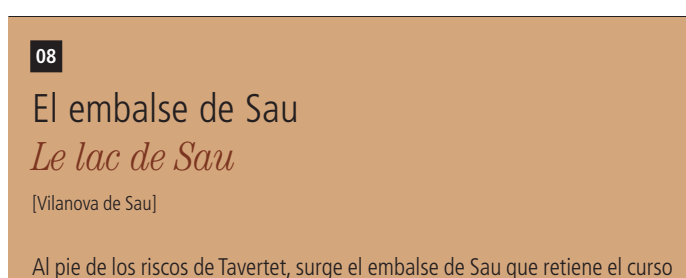 08
El embalse de Sau
Le lac de Sau
[Vilanova de Sau]
Al pie de los riscos de Tavertet, surge el embalse de Sau que retiene el curso